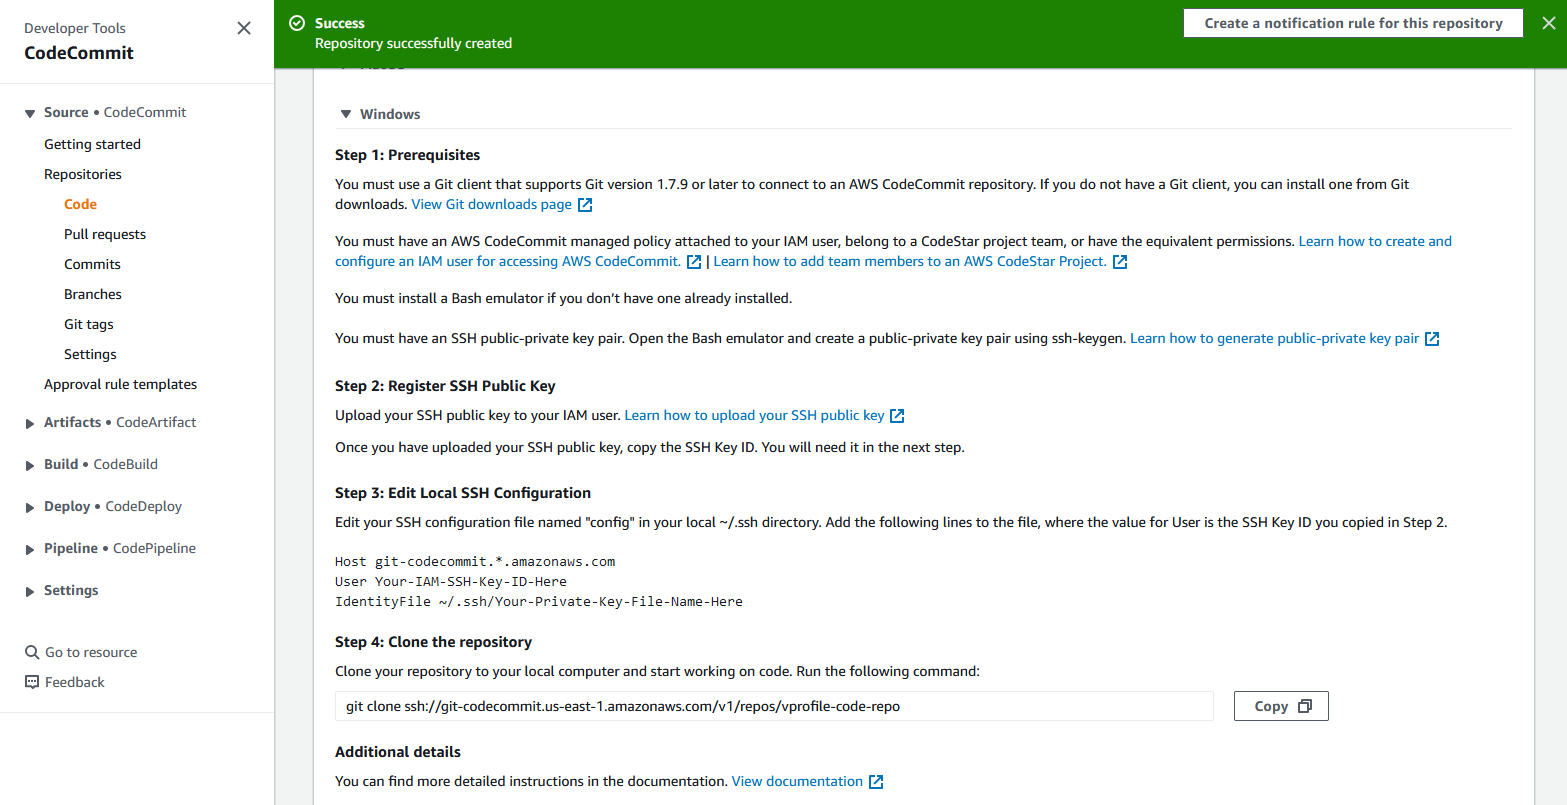 Developer Tools
CodeCommit
Source • CodeCommit
Getting started
Repositories
Code
Pull requests
Commits
Branches
Git tags
Settings
Approval rule templates
Artifacts • CodeArtifact
Build • CodeBuild
Deploy • CodeDeploy
Pipeline • CodePipeline
Settings
Go to resource
Feedback
Success
Repository successfully created
Create a notification rule for this repository
Windows
Step 1: Prerequisites
You must use a Git client that supports Git version 1.7.9 or later to connect to an AWS CodeCommit repository. If you do not have a Git client, you can install one from Git
downloads. View Git downloads page
You must have an AWS CodeCommit managed policy attached to your IAM user, belong to a CodeStar project team, or have the equivalent permissions. Learn how to create and
configure an IAM user for accessing AWS CodeCommit. | Learn how to add team members to an AWS CodeStar Project.
You must install a Bash emulator if you don’t have one already installed.
You must have an SSH public-private key pair. Open the Bash emulator and create a public-private key pair using ssh-keygen. Learn how to generate public-private key pair
Step 2: Register SSH Public Key
Upload your SSH public key to your IAM user. Learn how to upload your SSH public key
Once you have uploaded your SSH public key, copy the SSH Key ID. You will need it in the next step.
Step 3: Edit Local SSH Configuration
Edit your SSH configuration file named "config" in your local ~/.ssh directory. Add the following lines to the file, where the value for User is the SSH Key ID you copied in Step 2.
Host git-codecommit.*.amazonaws.com
User Your-IAM-SSH-Key-ID-Here
IdentityFile ~/.ssh/Your-Private-Key-File-Name-Here
Step 4: Clone the repository
Clone your repository to your local computer and start working on code. Run the following command:
git clone ssh://git-codecommit.us-east-1.amazonaws.com/v1/repos/vprofile-code-repo
Copy
Additional details
You can find more detailed instructions in the documentation. View documentation